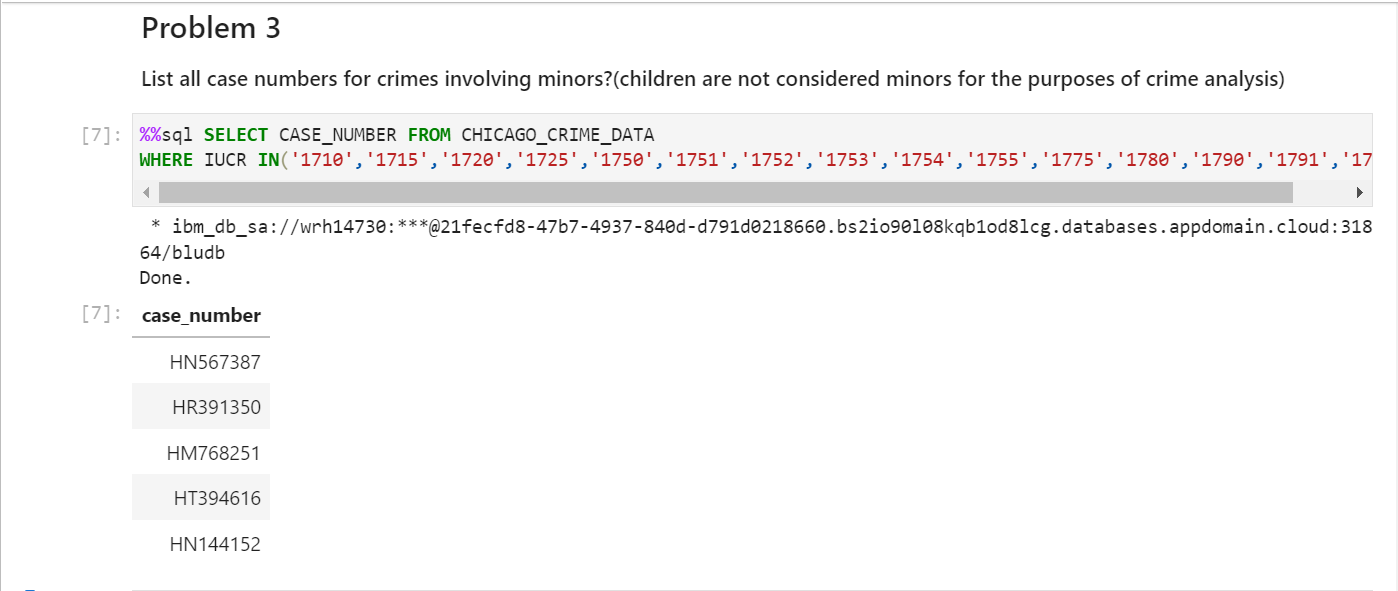 Problem 3
List all case numbers for crimes involving minors?(children are not considered minors for the purposes of crime analysis)
[7]: %%sql SELECT CASE_NUMBER FROM CHICAGO_CRIME_DATA
WHERE IUCR IN('1710','1715','1720','1725','1750','1751','1752','1753','1754','1755','1775','1780','1790','1791','17
* ibm_db_sa://wrh14730:***@21fecfd8-47b7-4937-840d-d791d0218660.bs2io90l08kqb1od8lcg.databases.appdomain.cloud:318
64/bludb
Done.
[7]: case_number
HN567387
HR391350
HM768251
HT394616
HN144152